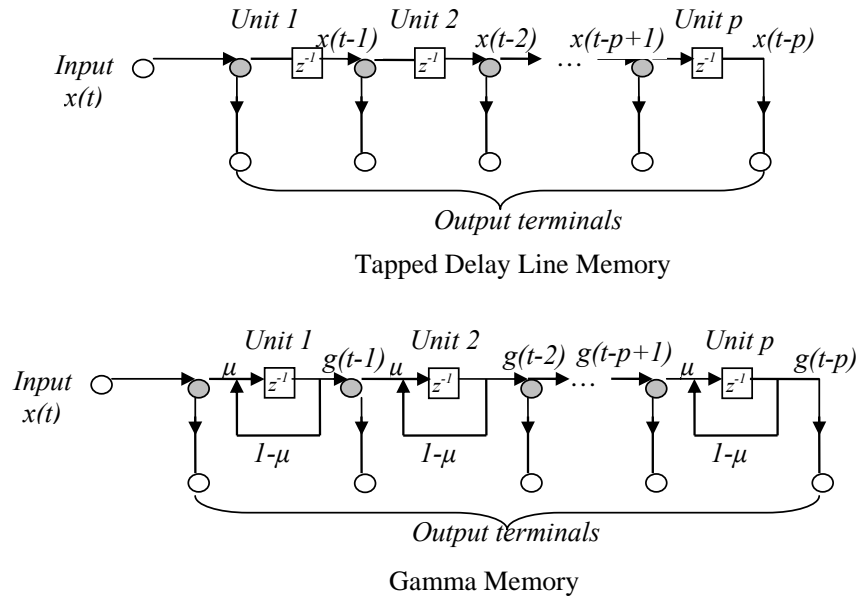 Unit 1 Unit 2 Unit p
x(t-1) x(t-2) x(t-p+1) x(t-p)
Input
x(t)
z⁻¹ z⁻¹ … z⁻¹
Output terminals
Tapped Delay Line Memory
Unit 1 Unit 2 Unit p
g(t-1) g(t-2) g(t-p+1) g(t-p)
μ μ μ
Input
x(t)
z⁻¹ z⁻¹ … z⁻¹
1-μ 1-μ 1-μ
Output terminals
Gamma Memory